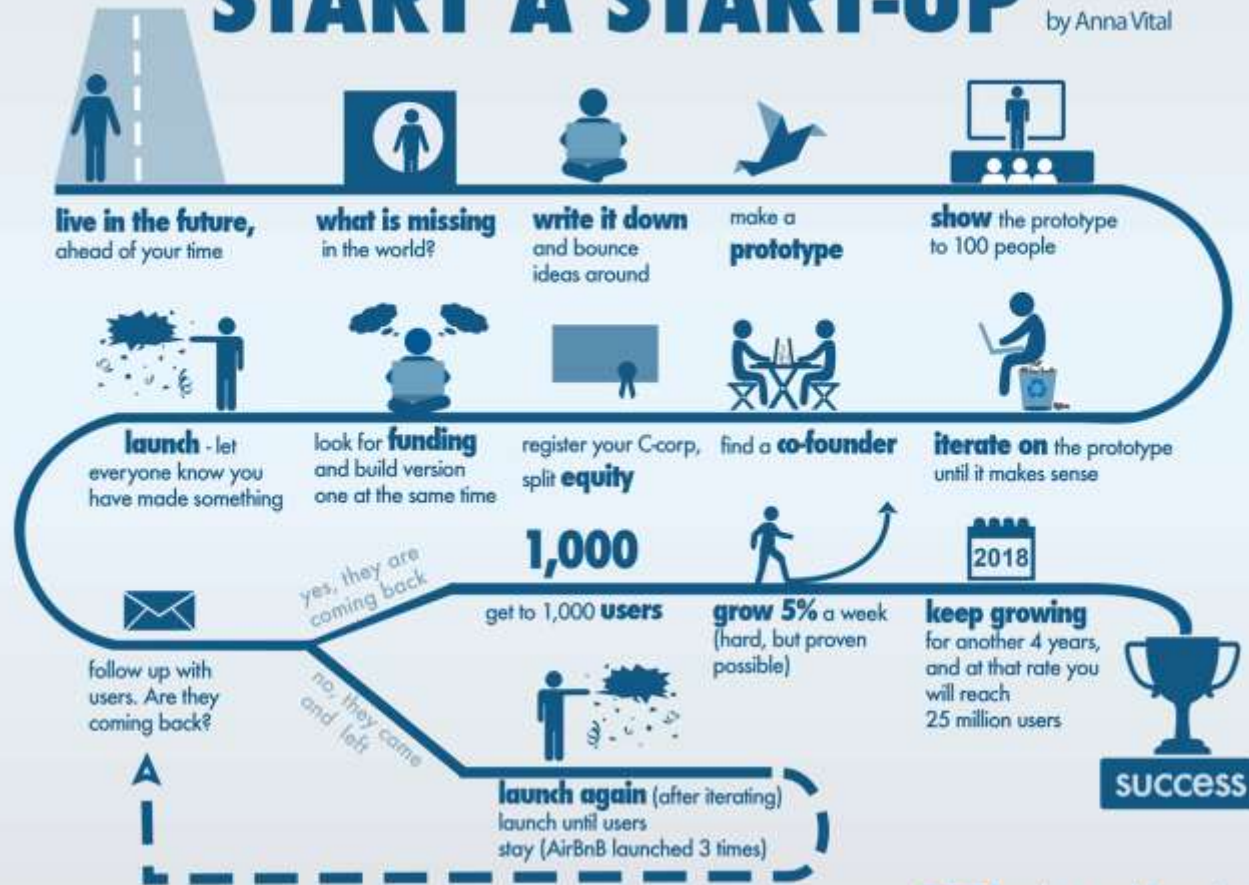 START A START-UP
by Anna Vital
live in the future,
ahead of your time
what is missing
in the world?
write it down
and bounce
ideas around
make a
prototype
show the prototype
to 100 people
iterate on the prototype
until it makes sense
find a co-founder
register your C-corp,
split equity
look for funding
and build version
one at the same time
launch - let
everyone know you
have made something
follow up with
users. Are they
coming back?
yes, they are
coming back
1,000
get to 1,000 users
grow 5% a week
(hard, but proven
possible)
2018
keep growing
for another 4 years,
and at that rate you
will reach
25 million users
success
no, they came
and left
launch again (after iterating)
launch until users
stay (AirBnB launched 3 times)